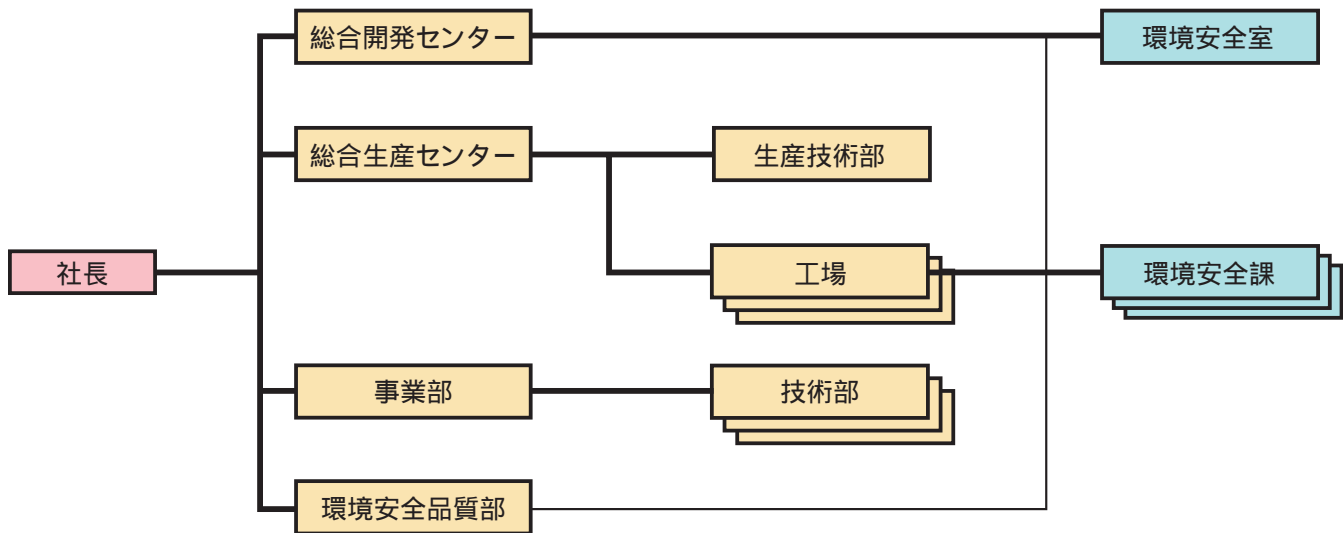 総合開発センター
環境安全室
総合生産センター
生産技術部
社長
工場
環境安全課
事業部
技術部
環境安全品質部